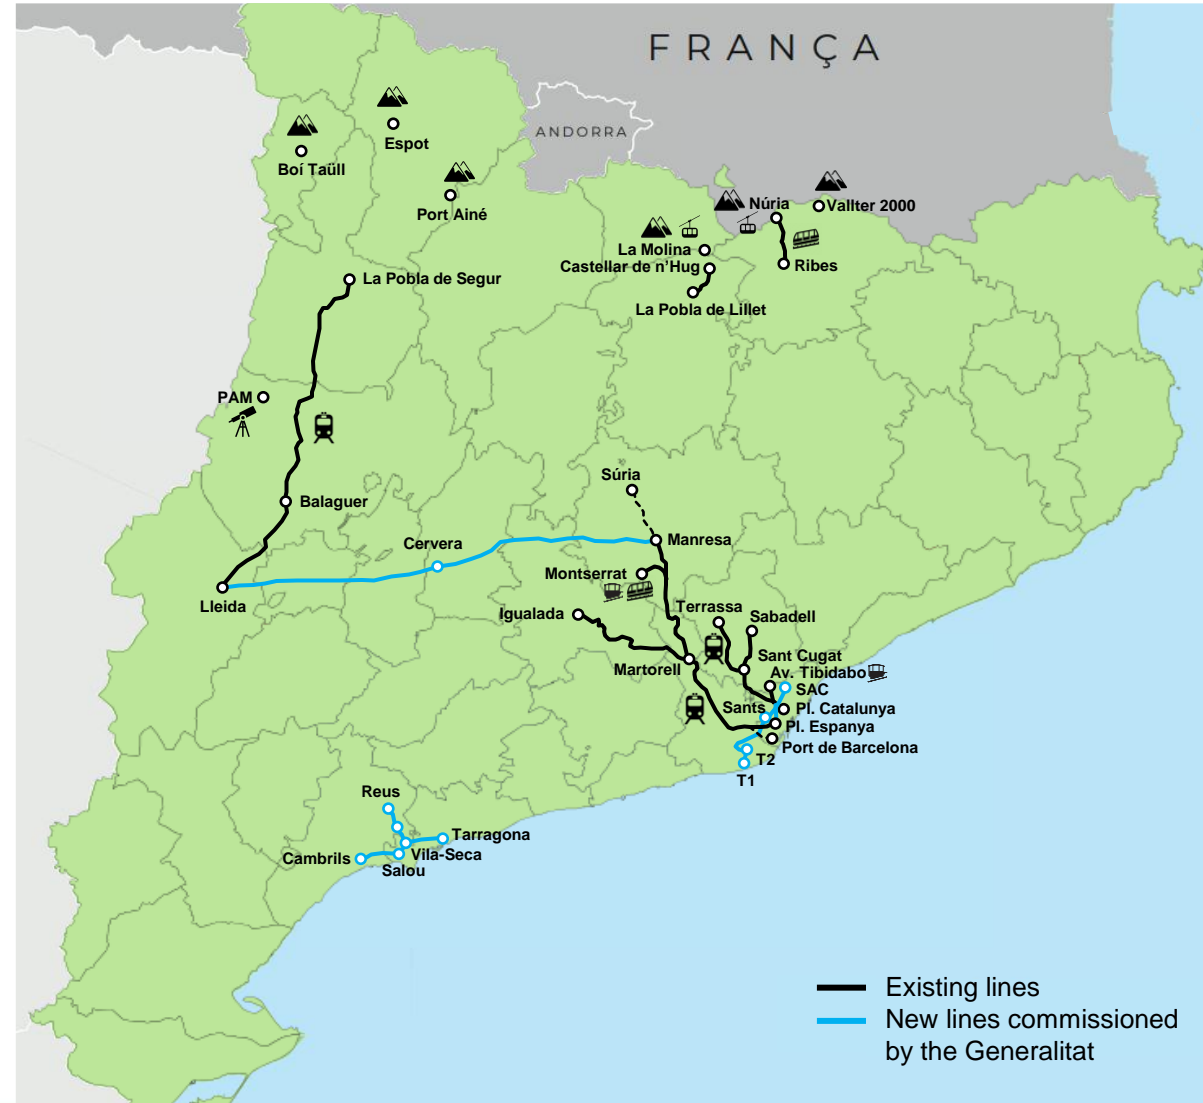 FRANÇA
ANDORRA
Espot
Boí Taüll
Port Ainé
Núria
Vallter 2000
La Molina
Castellar de n'Hug
Ribes
La Pobla de Segur
La Pobla de Lillet
PAM
Súria
Balaguer
Manresa
Cervera
Montserrat
Lleida
Igualada
Terrassa
Sabadell
Sant Cugat
Martorell
Av. Tibidabo
SAC
Sants
Pl. Catalunya
Pl. Espanya
Port de Barcelona
T2
T1
Reus
Tarragona
Vila-Seca
Cambrils
Salou
Existing lines
New lines commissioned
by the Generalitat